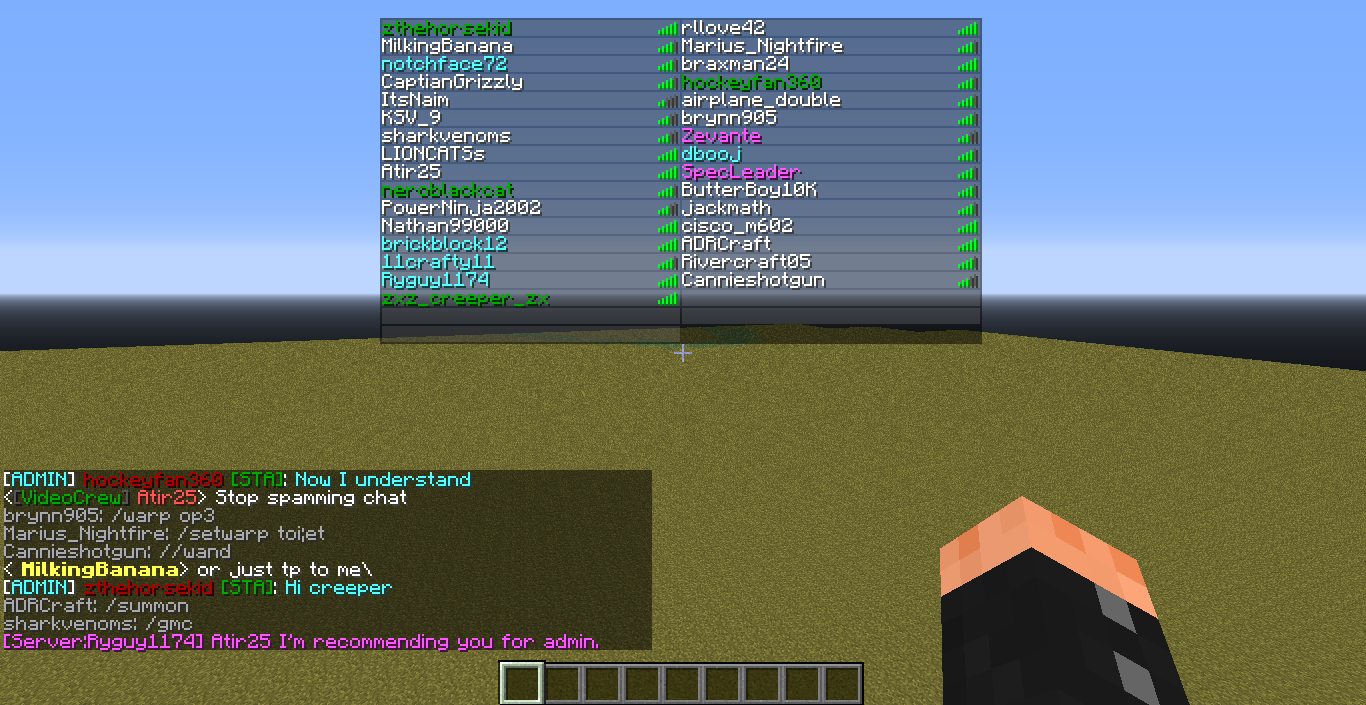 zthehorsekid rllove42
MilkingBanana Marius_Nightfire
notchface72 braxman24
CaptianGrizzly hockeyfan360
ItsNaim airplane_double
KSV_9 brynn905
sharkvenoms Zevante
LIONCATSs dbooj
Atir25 SpecLeader
neroblackcat ButterBoy10K
PowerNinja2002 jackmath
Nathan99000 cisco_m602
brickblock12 ADRCraft
11crafty11 Rivercraft05
Ryguy1174 Cannieshotgun
zxz_creeper_zx
[ADMIN] hockeyfan360 [STA]: Now I understand
<[VideoCrew] Atir25> Stop spamming chat
brynn905: /warp op3
Marius_Nightfire: /setwarp toilet
Cannieshotgun: //wand
< MilkingBanana> or just tp to me\
[ADMIN] zthehorsekid [STA]: Hi creeper
ADRCraft: /summon
sharkvenoms: /gmc
[Server:Ryguy1174] Atir25 I'm recommending you for admin.